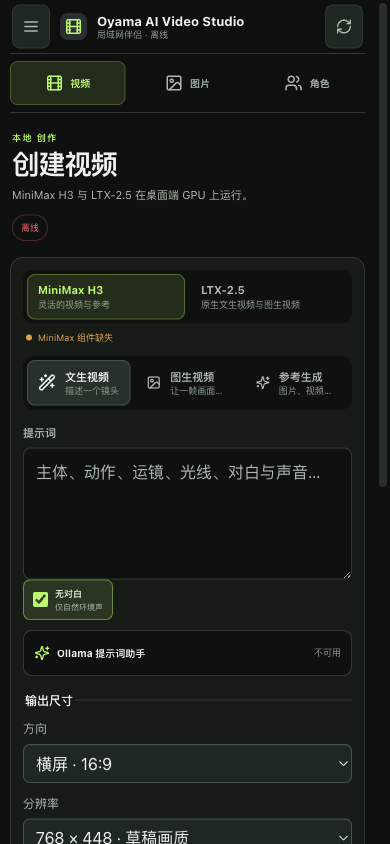 Oyama AI Video Studio
局域网伴侣 · 离线
视频
图片
角色
本地 创作
创建视频
MiniMax H3 与 LTX-2.5 在桌面端 GPU 上运行。
离线
MiniMax H3
灵活的视频与参考
LTX-2.5
原生文生视频与图生视频
MiniMax 组件缺失
文生视频
描述一个镜头
图生视频
让一帧画面...
参考生成
图片、视频...
提示词
主体、动作、运镜、光线、对白与声音...
无对白
仅自然环境声
Ollama 提示词助手
不可用
输出尺寸
方向
横屏 · 16:9
分辨率
768 × 448 · 草稿画质